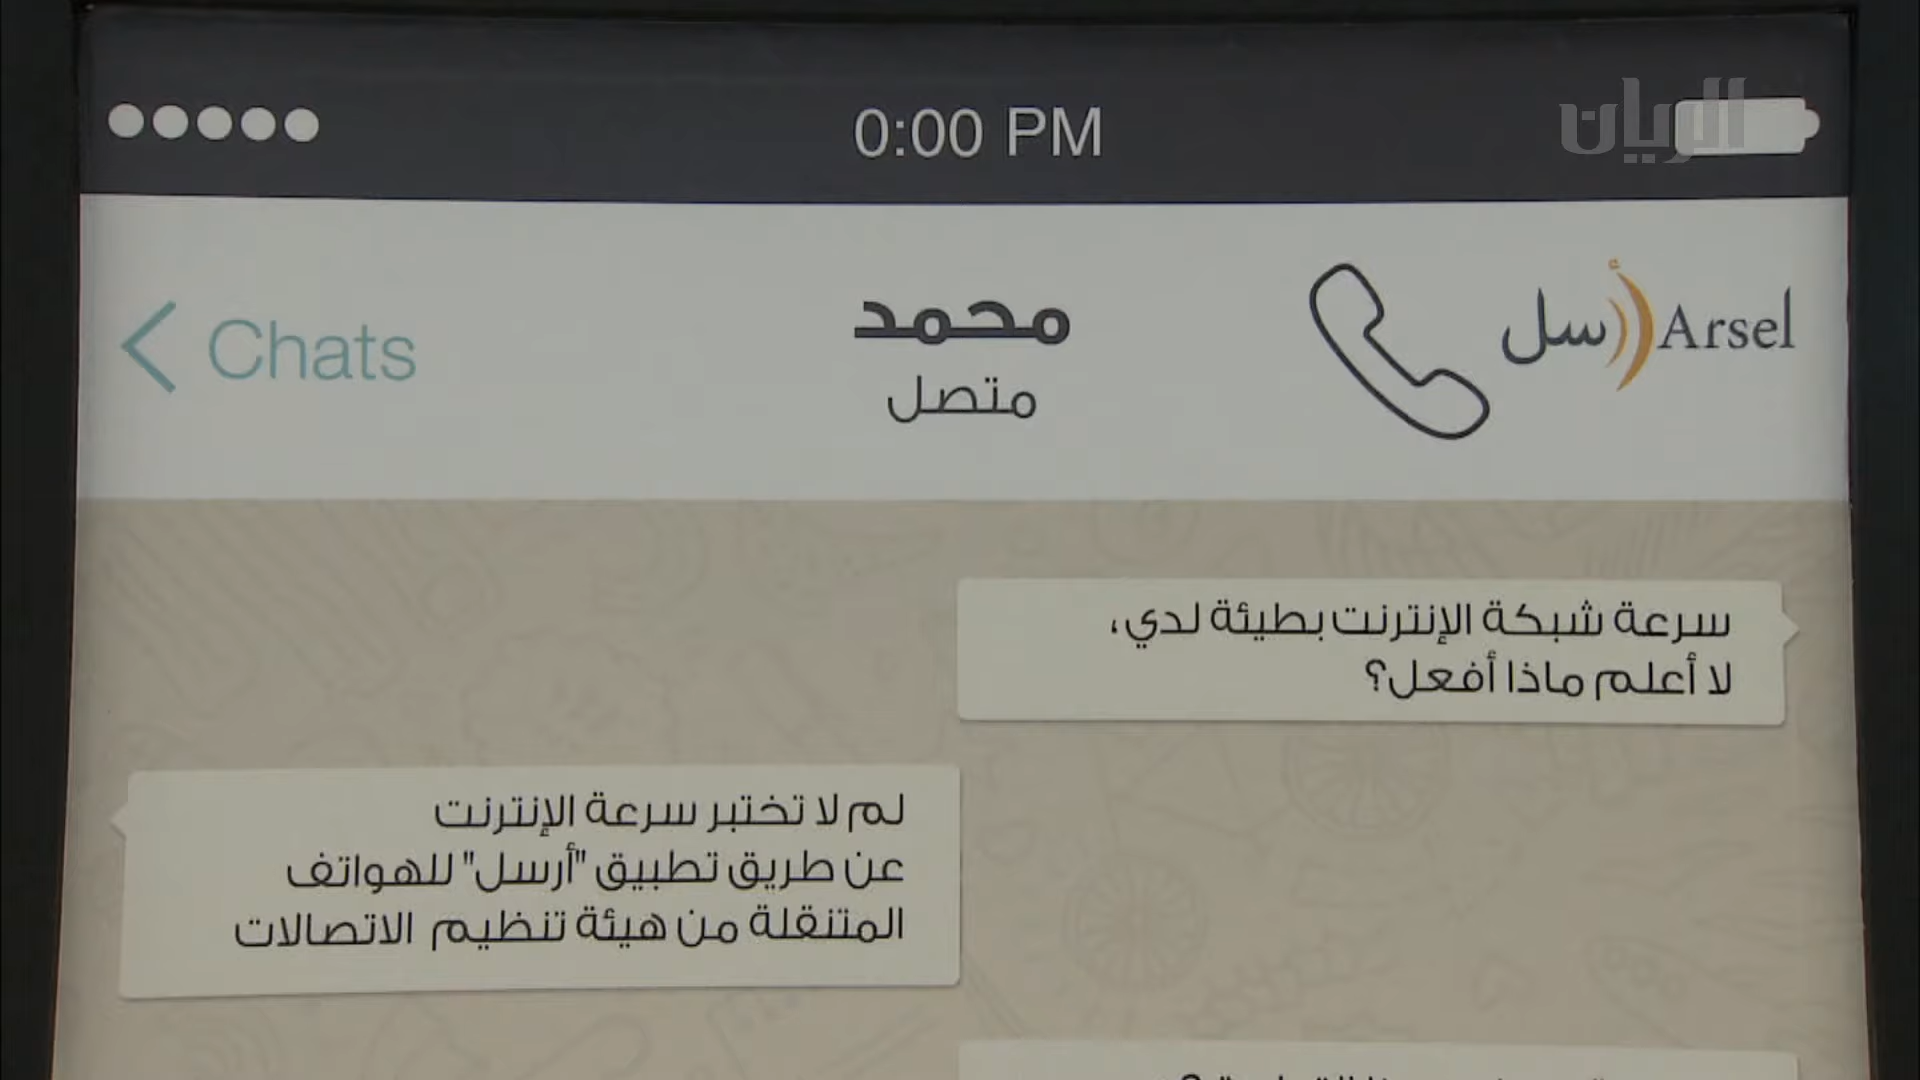 0:00 PM
الريان
Chats
محمد
متصل
أرسل Arsel
سرعة شبكة الإنترنت بطيئة لدي،
لا أعلم ماذا أفعل؟
لم لا تختبر سرعة الإنترنت
عن طريق تطبيق "أرسل" للهواتف
المتنقلة من هيئة تنظيم الاتصالات